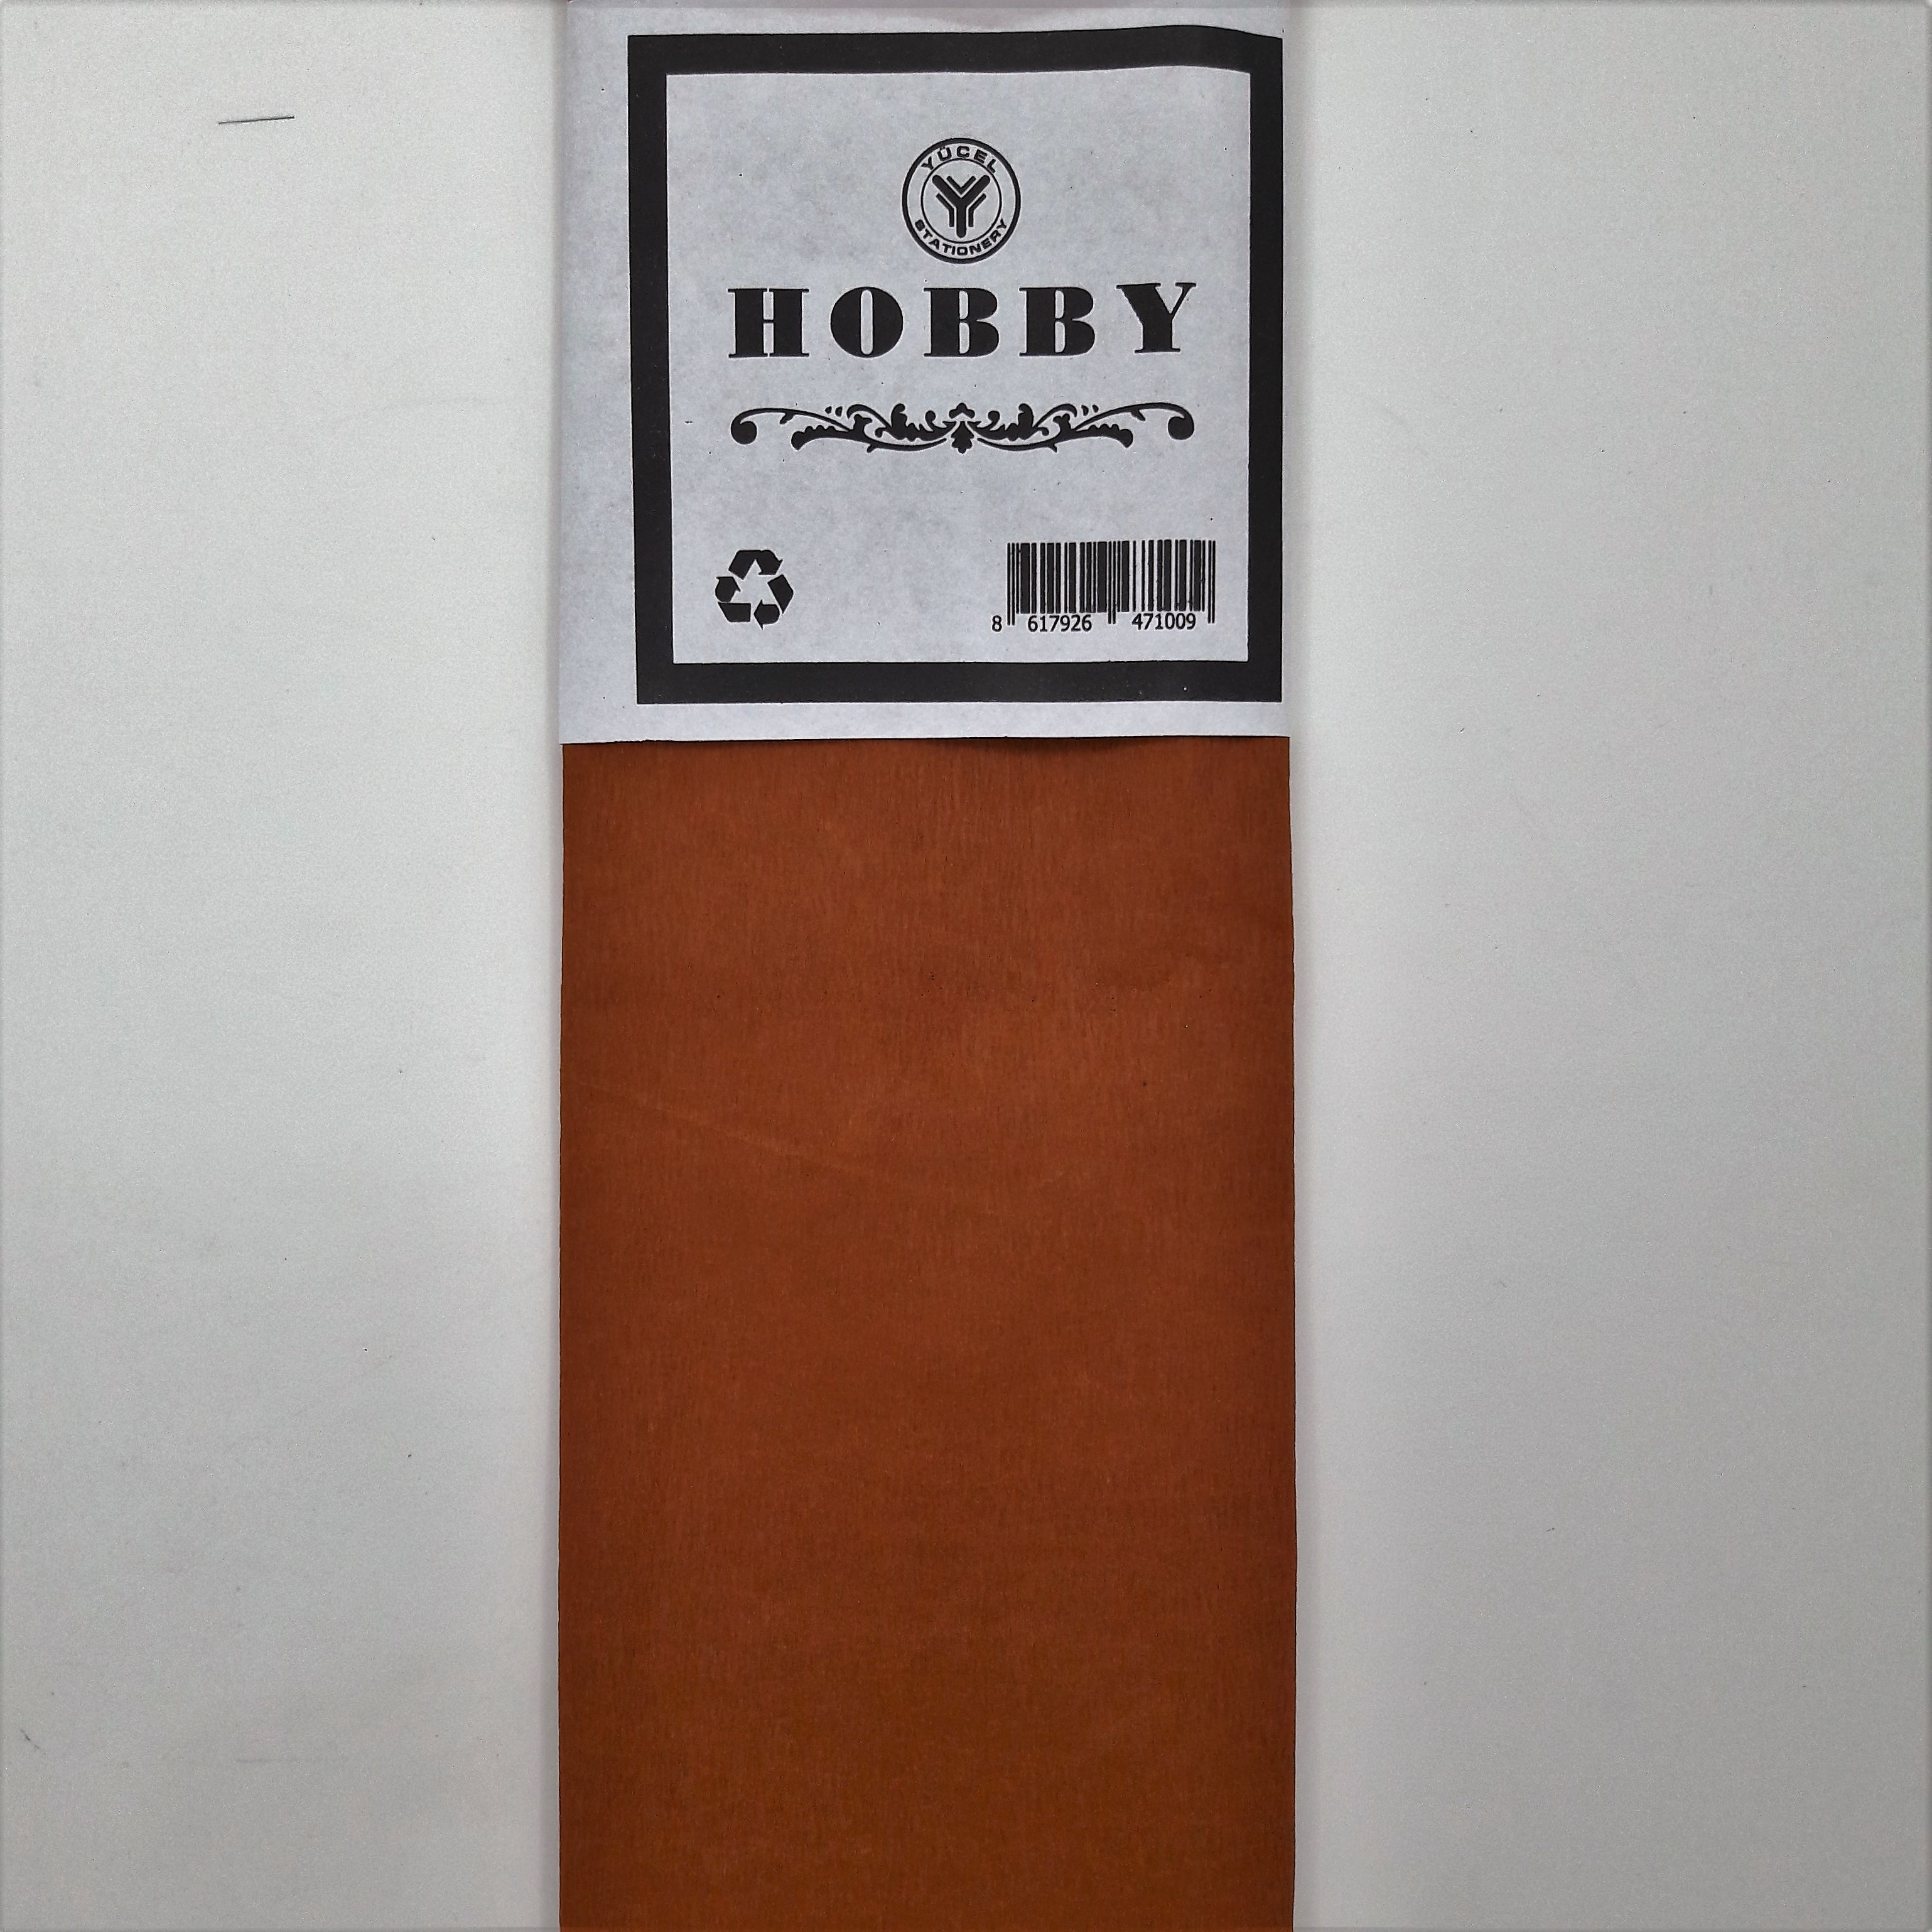 YÜCEL
STATIONERY
HOBBY
8 617926 471009